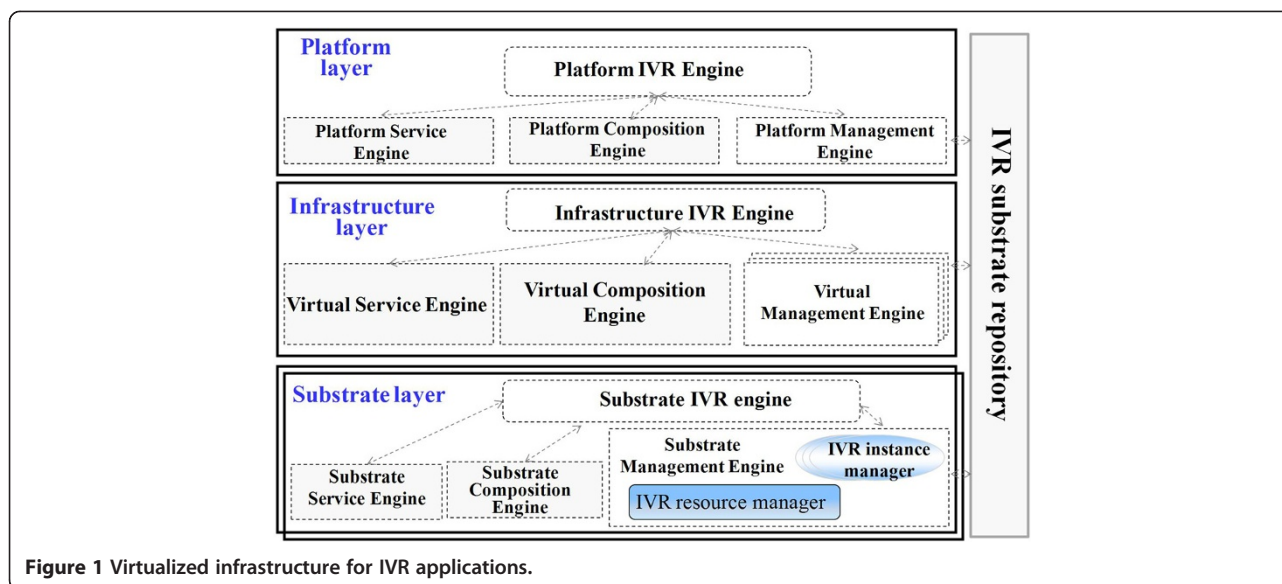 Platform
layer
Platform IVR Engine
Platform Service
Engine
Platform Composition
Engine
Platform Management
Engine
Infrastructure
layer
Infrastructure IVR Engine
Virtual Service Engine
Virtual Composition
Engine
Virtual
Management Engine
Substrate layer
Substrate IVR engine
Substrate
Service Engine
Substrate
Composition
Engine
Substrate
Management Engine
IVR instance
manager
IVR resource manager
IVR substrate repository
Figure 1 Virtualized infrastructure for IVR applications.